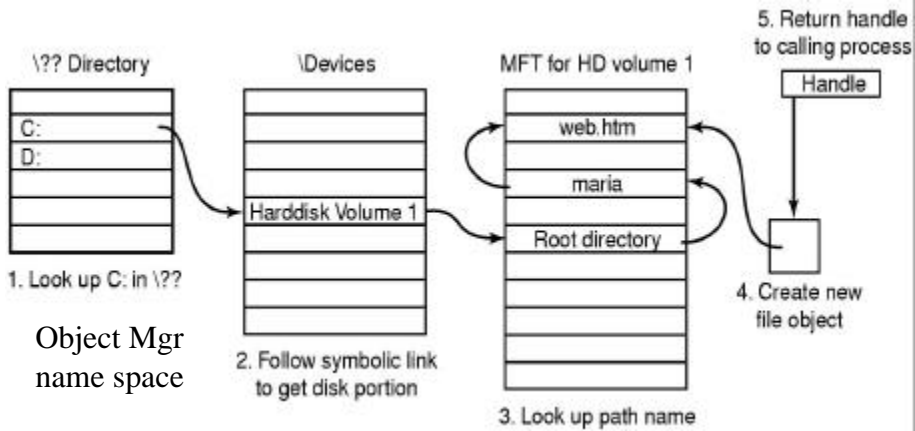 5. Return handle
to calling process
\?? Directory
\Devices
MFT for HD volume 1
Handle
C:
D:
web.htm
maria
Harddisk Volume 1
Root directory
1. Look up C: in \??
4. Create new
file object
Object Mgr
name space
2. Follow symbolic link
to get disk portion
3. Look up path name